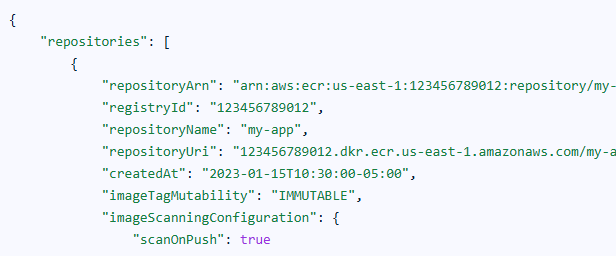 {
"repositories": [
{
"repositoryArn": "arn:aws:ecr:us-east-1:123456789012:repository/my-
"registryId": "123456789012",
"repositoryName": "my-app",
"repositoryUri": "123456789012.dkr.ecr.us-east-1.amazonaws.com/my-a
"createdAt": "2023-01-15T10:30:00-05:00",
"imageTagMutability": "IMMUTABLE",
"imageScanningConfiguration": {
"scanOnPush": true